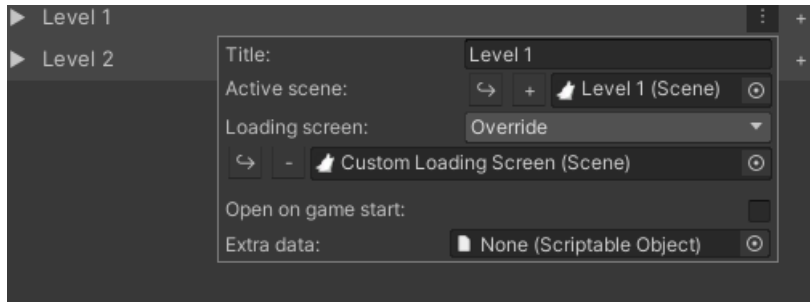 Level 1
+
Level 2
+
Title: Level 1
Active scene: + Level 1 (Scene)
Loading screen: Override
- Custom Loading Screen (Scene)
Open on game start:
Extra data: None (Scriptable Object)